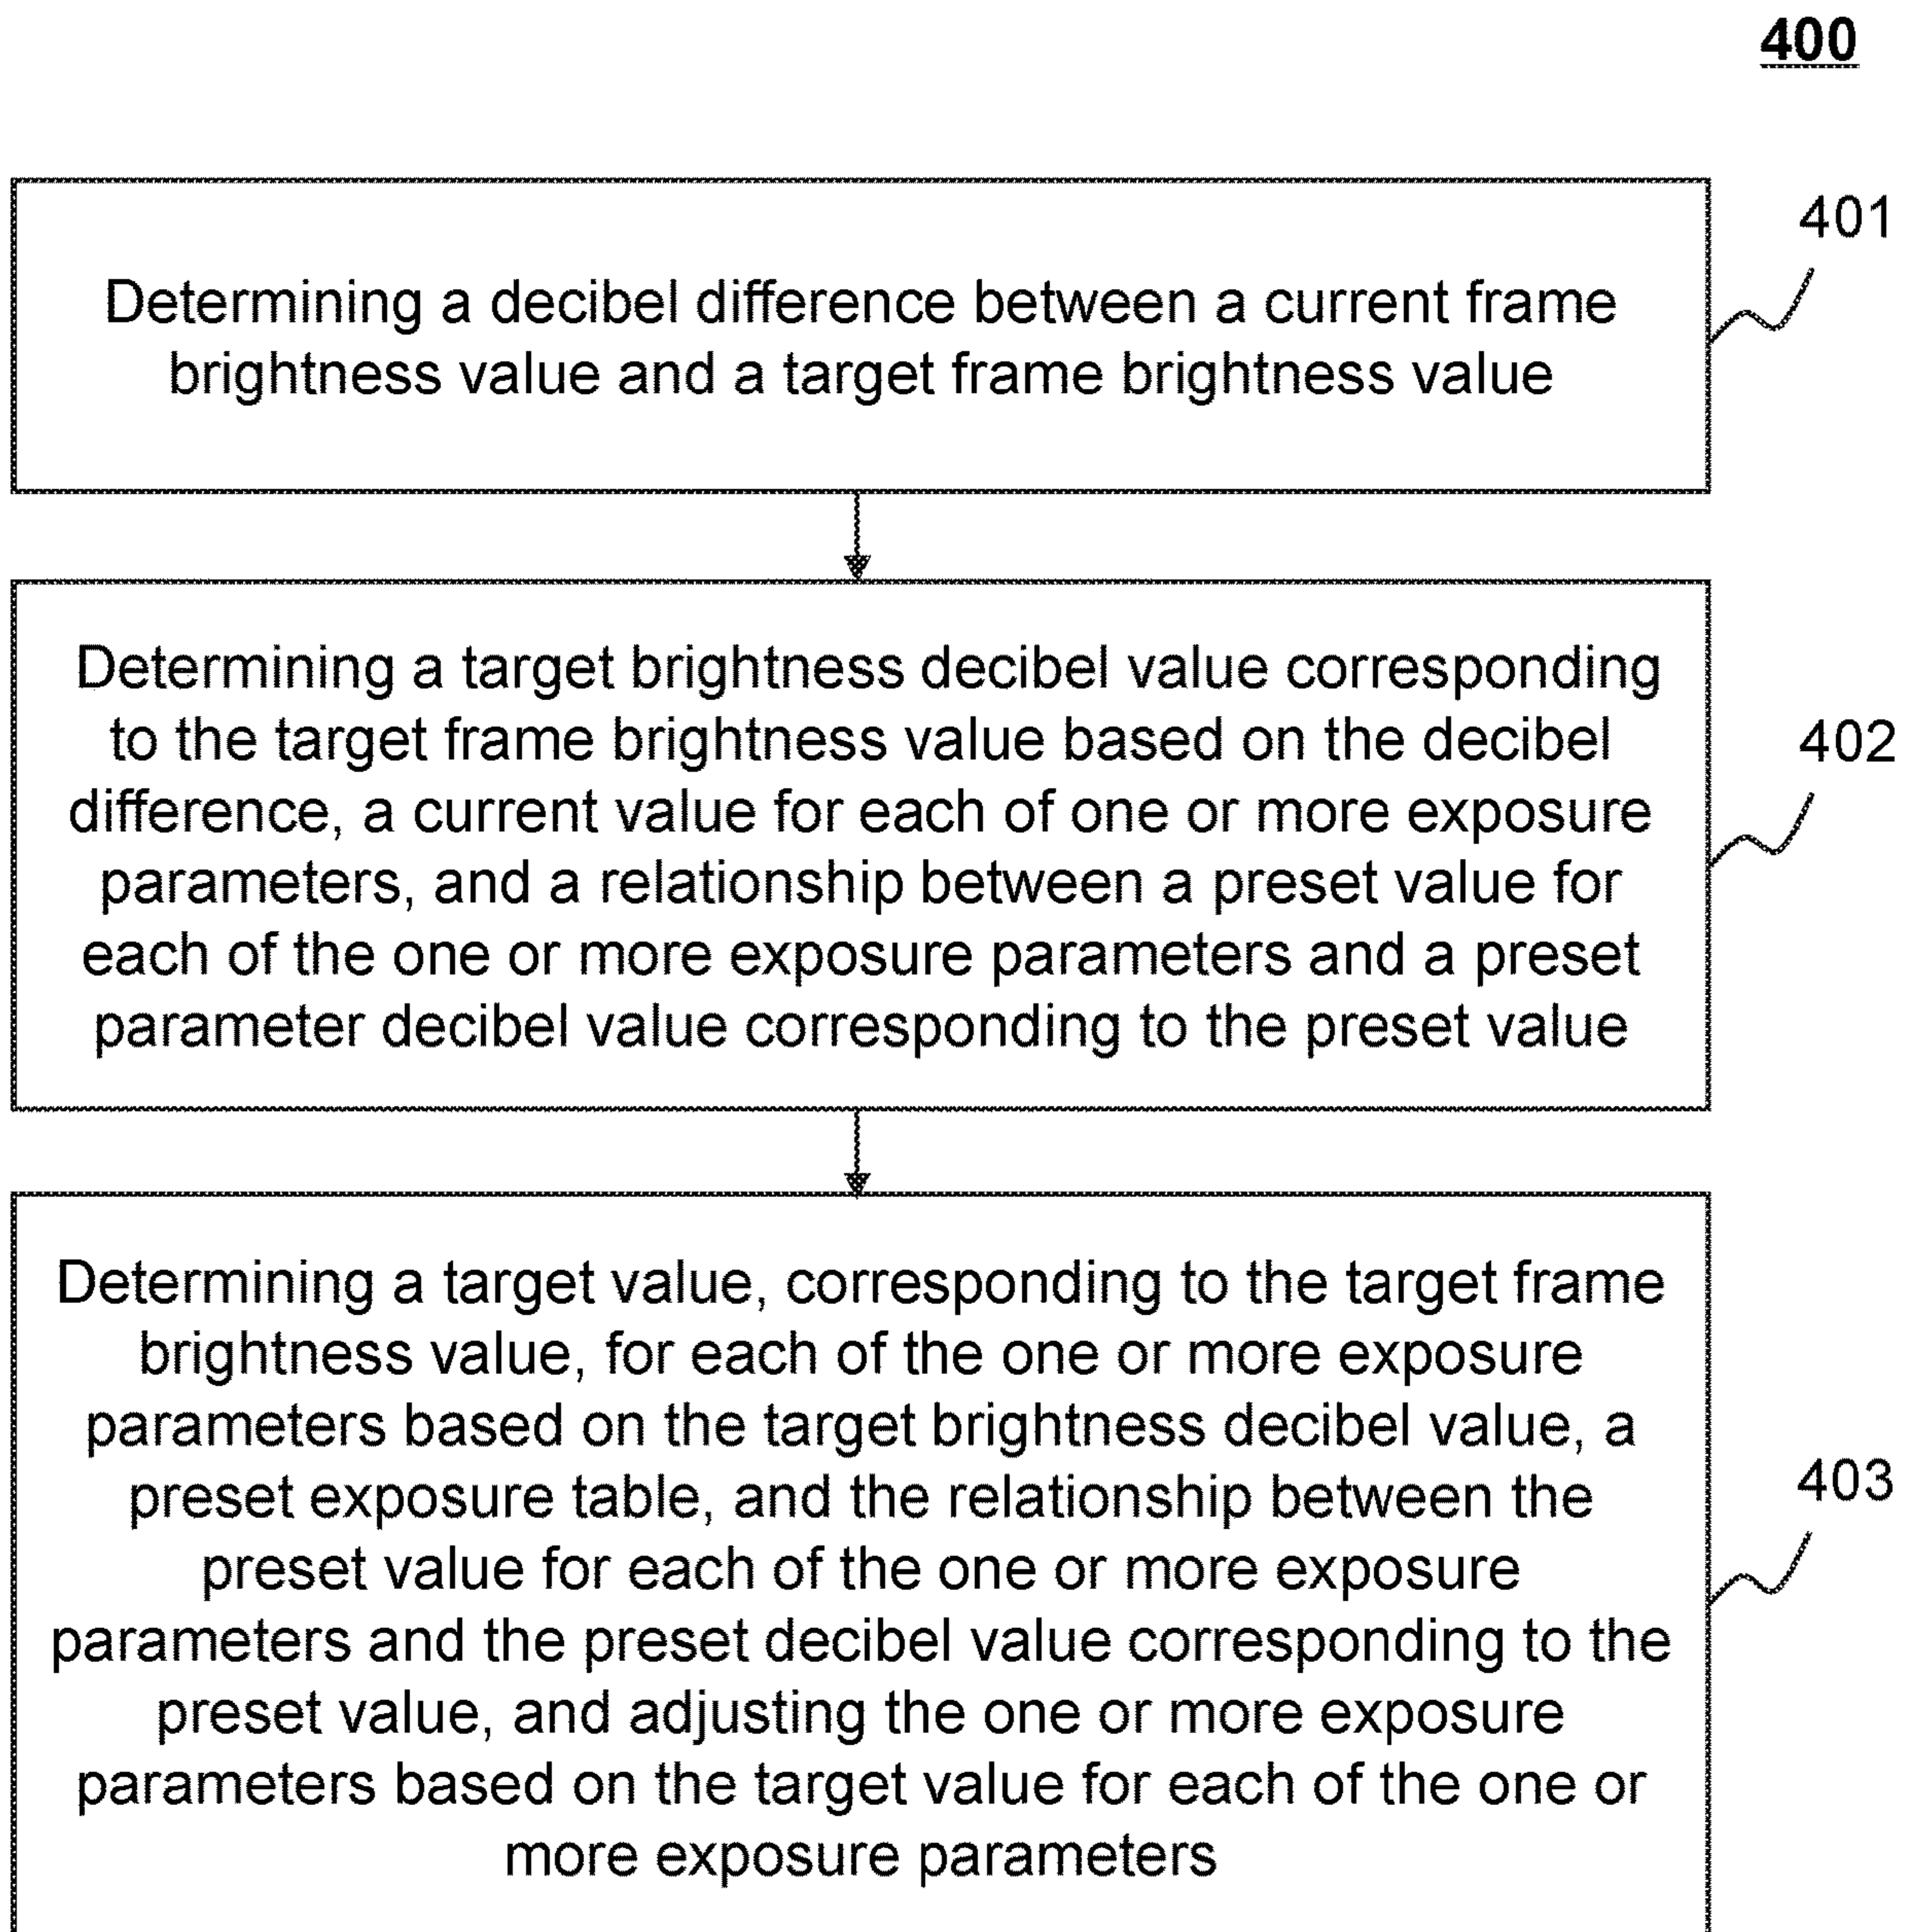 400
401
Determining a decibel difference between a current frame
brightness value and a target frame brightness value
Determining a target brightness decibel value corresponding
to the target frame brightness value based on the decibel
402
difference, a current value for each of one or more exposure
parameters, and a relationship between a preset value for
each of the one or more exposure parameters and a preset
parameter decibel value corresponding to the preset value
Determining a target value, corresponding to the target frame
brightness value, for each of the one or more exposure
parameters based on the target brightness decibel value, a
preset exposure table, and the relationship between the
403
preset value for each of the one or more exposure
parameters and the preset decibel value corresponding to the
preset value, and adjusting the one or more exposure
parameters based on the target value for each of the one or
more exposure parameters